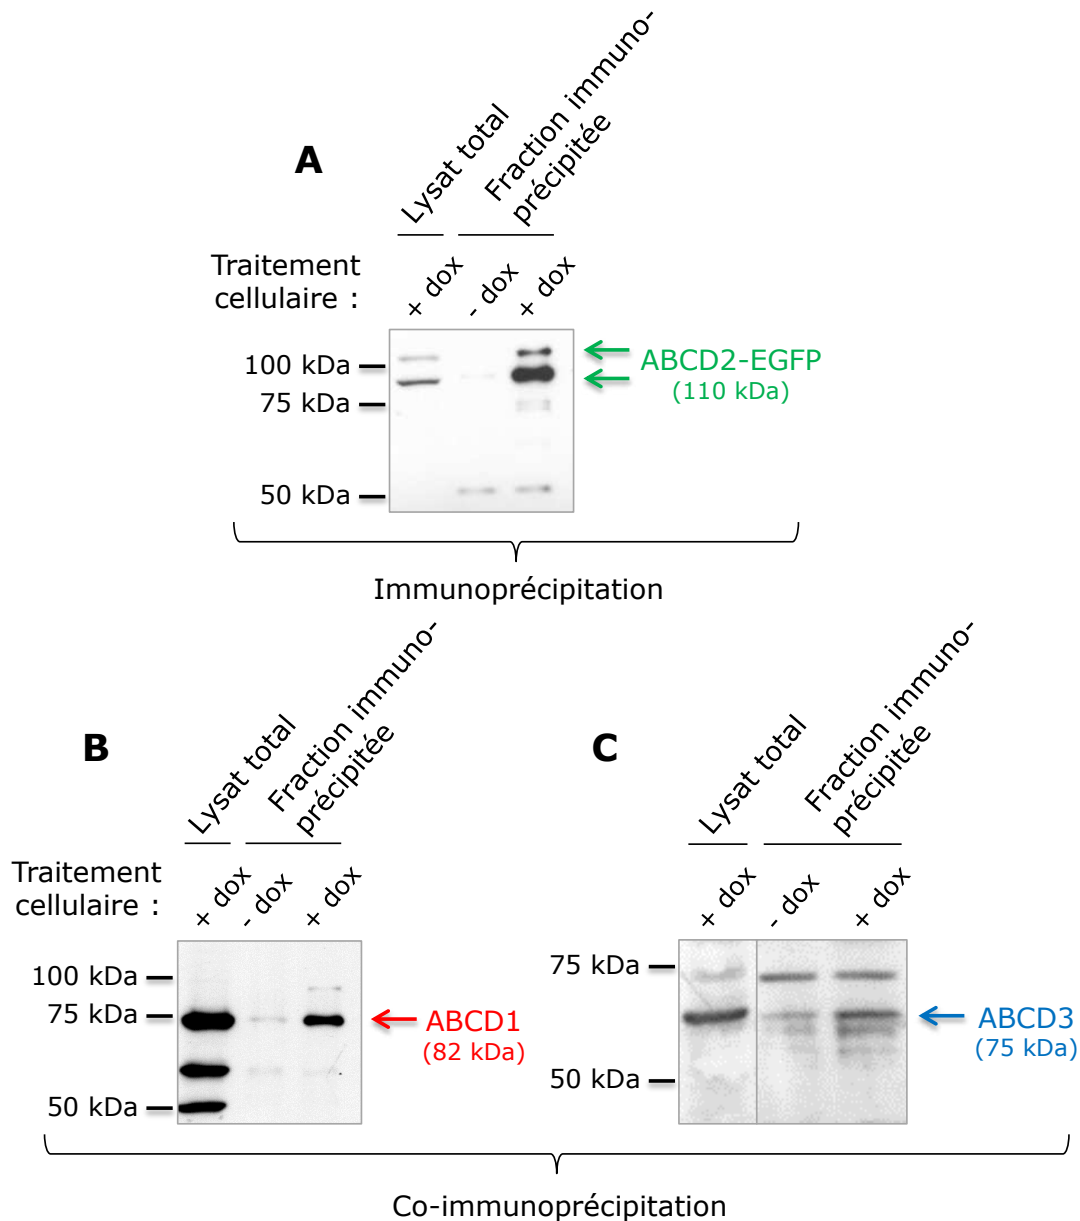 A
Lysat total
Fraction immuno-
précipitée
Traitement
cellulaire :
+ dox
- dox
+ dox
100 kDa
75 kDa
50 kDa
ABCD2-EGFP
(110 kDa)
Immunoprécipitation
B
Lysat total
Fraction immuno-
précipitée
Traitement
cellulaire :
+ dox
- dox
+ dox
100 kDa
75 kDa
50 kDa
ABCD1
(82 kDa)
C
Lysat total
Fraction immuno-
précipitée
+ dox
- dox
+ dox
75 kDa
50 kDa
ABCD3
(75 kDa)
Co-immunoprécipitation